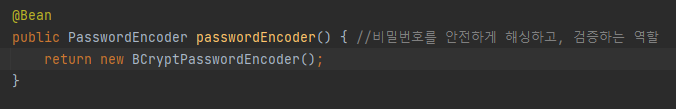 @Bean
public PasswordEncoder passwordEncoder() { //비밀번호를 안전하게 해싱하고, 검증하는 역할
    return new BCryptPasswordEncoder();
}